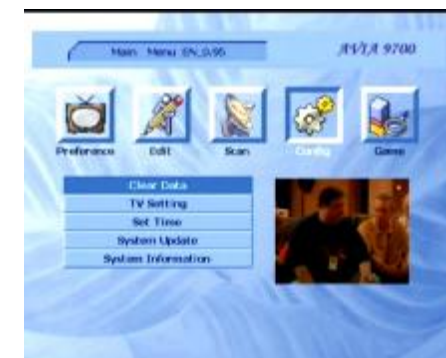 Main Menu EN_0.95
AVIA 9700
Preference Edit Scan Config Game
Clear Data
TV Setting
Set Time
System Update
System Information